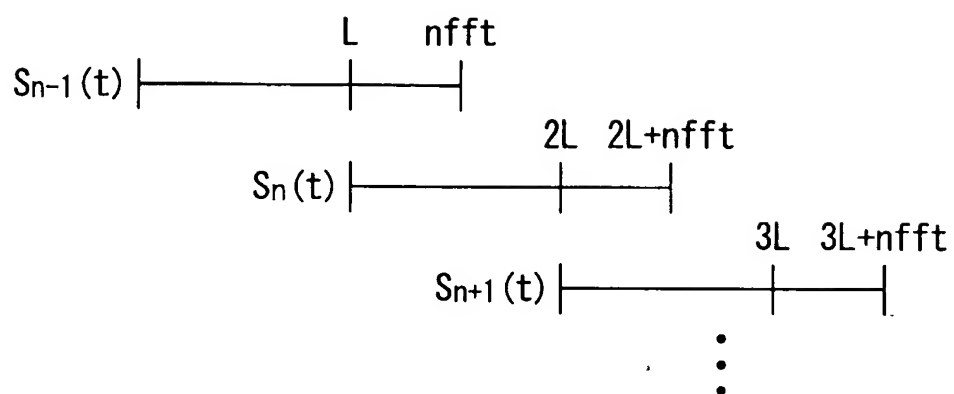 L nfft
Sn-1(t)
2L 2L+nfft
Sn(t)
3L 3L+nfft
Sn+1(t)